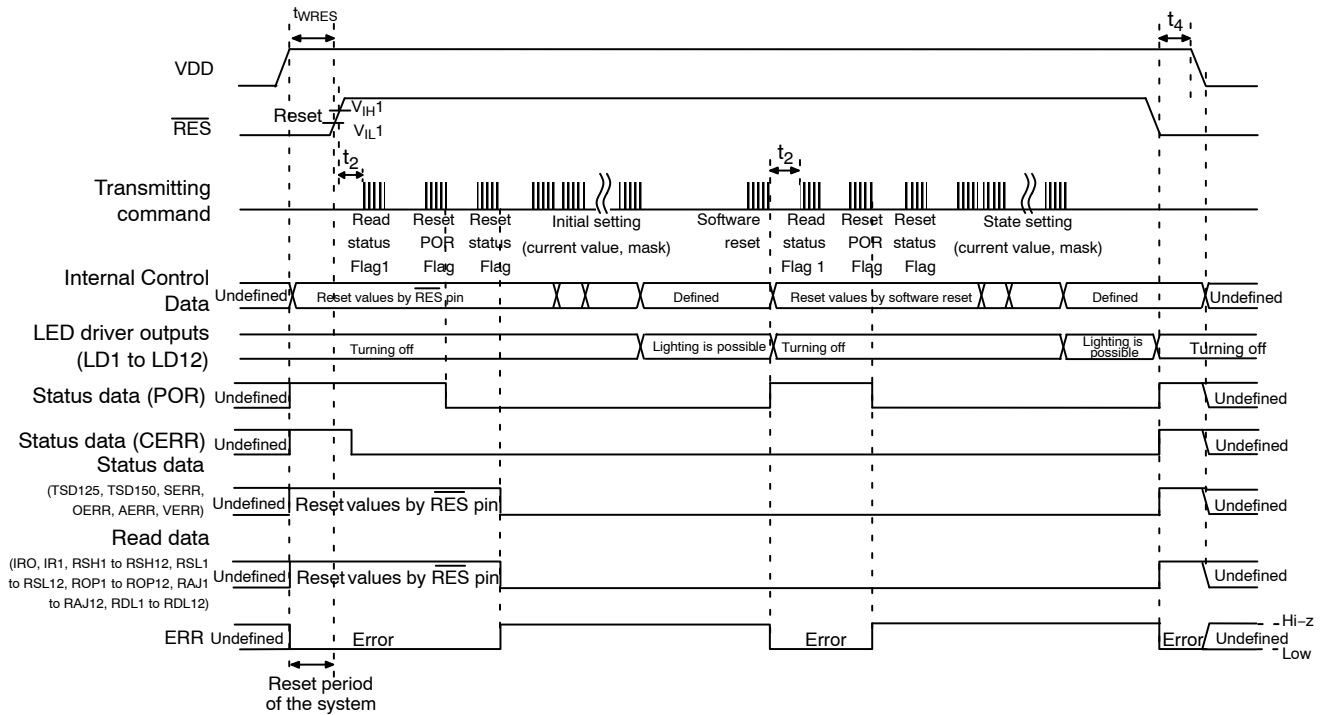 tWRES
t4
VDD
RES
Reset
VIH1
VIL1
t2
t2
Transmitting
command
Read
status
Flag1
Reset
POR
Flag
Reset
status
Flag
Initial setting
(current value, mask)
Software
reset
Read
status
Flag 1
Reset
POR
Flag
Reset
status
Flag
State setting
(current value, mask)
Internal Control
Data
Undefined
Reset values by RES pin
Defined
Reset values by software reset
Defined
Undefined
LED driver outputs
(LD1 to LD12)
Turning off
Lighting is possible
Turning off
Lighting is
possible
Turning off
Status data (POR)
Undefined
Undefined
Status data (CERR)
Undefined
Undefined
Status data
(TSD125, TSD150, SERR,
OERR, AERR, VERR)
Undefined
Reset values by RES pin
Undefined
Read data
(IRO, IR1, RSH1 to RSH12, RSL1
to RSL12, ROP1 to ROP12, RAJ1
to RAJ12, RDL1 to RDL12)
Undefined
Reset values by RES pin
Undefined
ERR
Undefined
Error
Error
Error
Undefined
Hi−z
Low
Reset period
of the system